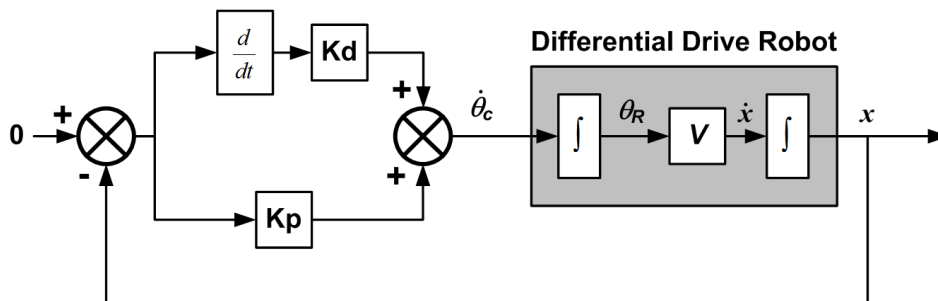 Differential Drive Robot
d
dt
Kd
+
+
-
0
+
+
Kp
θ̇c
∫
θR
V
ẋ
∫
x